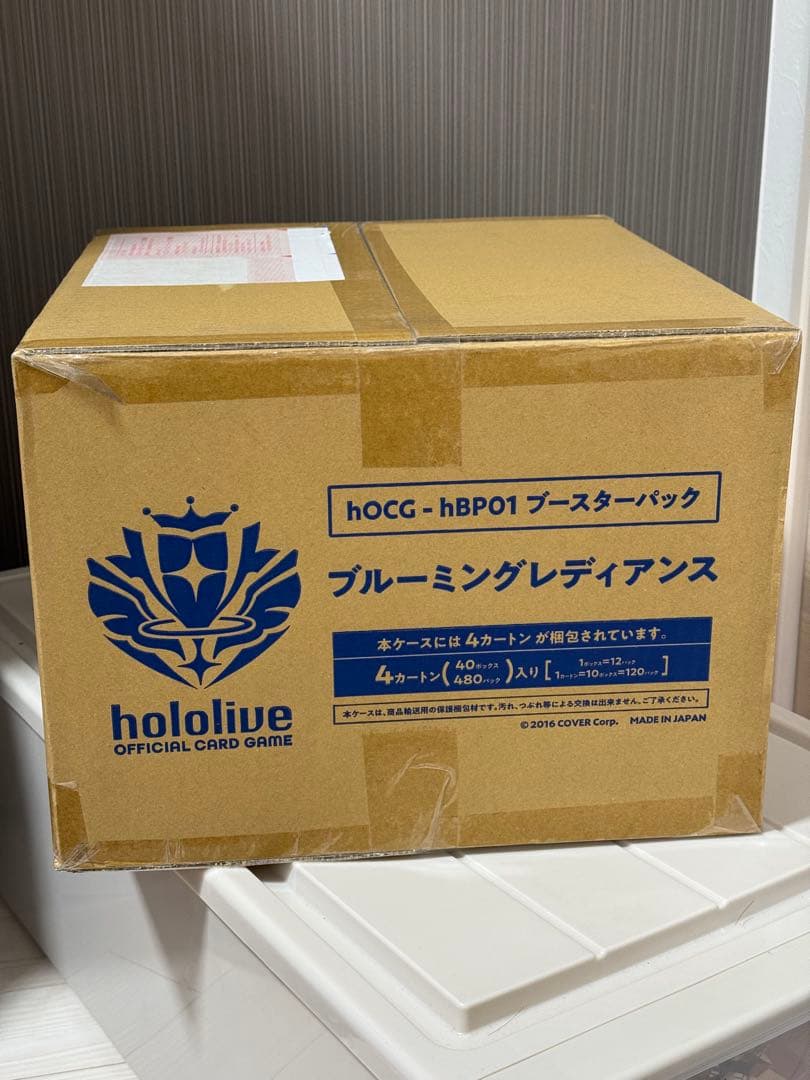 hOCG - hBP01 ブースターパック
ブルーミングレディアンス
本ケースには 4カートン が梱包されています。
4カートン(40ボックス 480パック)入り[1ボックス=12パック 1カートン=10ボックス=120パック]
本ケースは、商品輸送用の保護梱包材です。汚れ、つぶれ等による交換は出来ません。ご了承ください。
© 2016 COVER Corp. MADE IN JAPAN
hololive
OFFICIAL CARD GAME